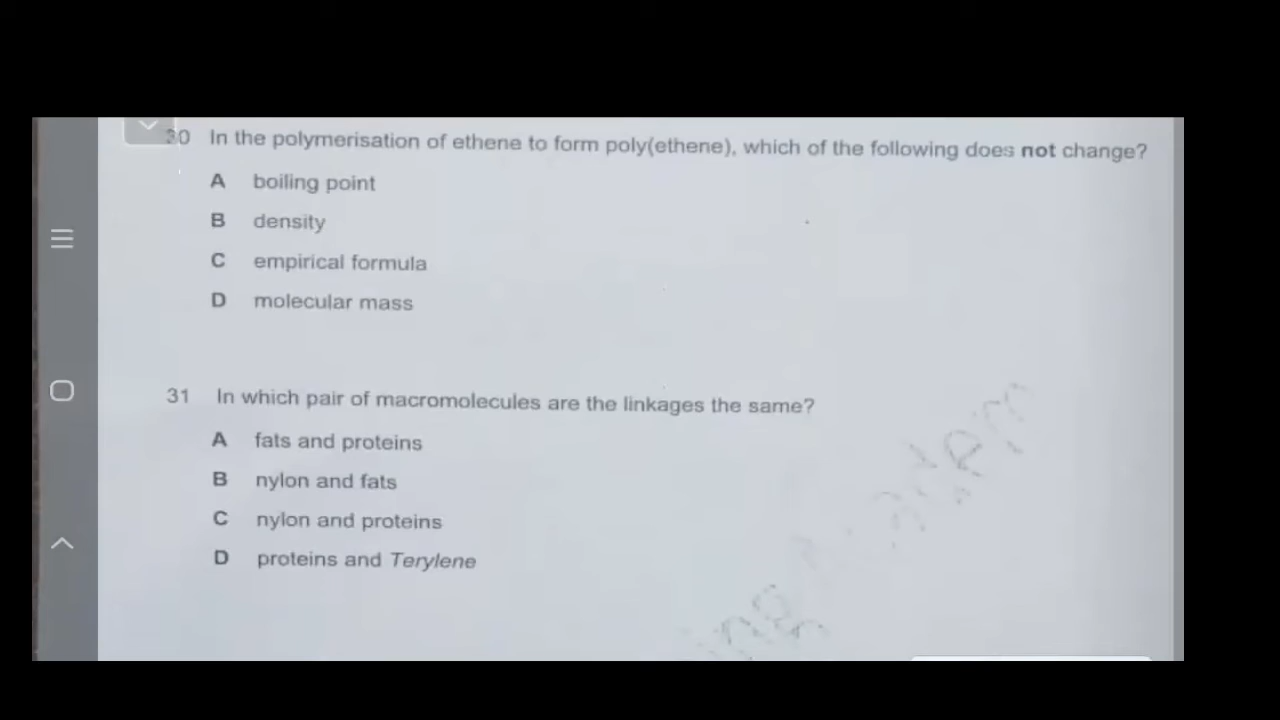 30 In the polymerisation of ethene to form poly(ethene), which of the following does not change?
A boiling point
B density
C empirical formula
D molecular mass
31 In which pair of macromolecules are the linkages the same?
A fats and proteins
B nylon and fats
C nylon and proteins
D proteins and Terylene